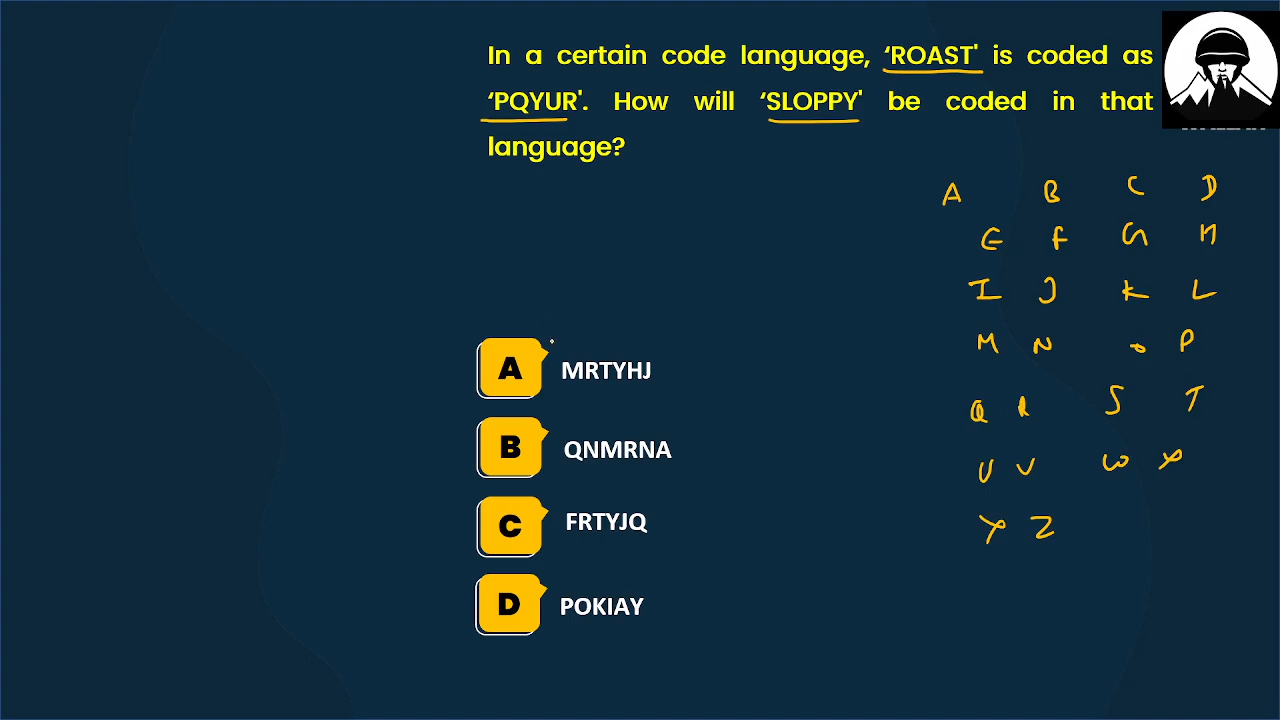 In a certain code language, ‘ROAST' is coded as
‘PQYUR'. How will ‘SLOPPY' be coded in that
language?
A B C D
E F G H
I J K L
M N O P
Q R S T
U V W X
Y Z
A MRTYHJ
B QNMRNA
C FRTYJQ
D POKIAY